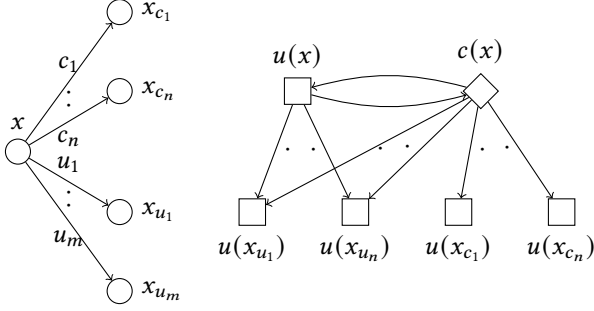 x_{c_1}
c_1
x_{c_n}
x
c_n
u_1
x_{u_1}
u_m
x_{u_m}
u(x)
c(x)
u(x_{u_1})
u(x_{u_n})
u(x_{c_1})
u(x_{c_n})